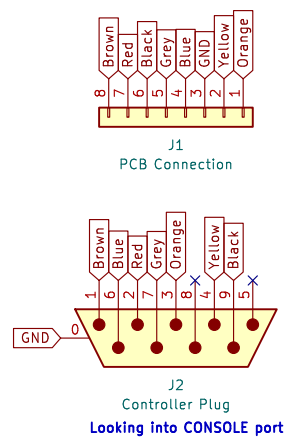 Brown Red Black Grey Blue GND Yellow Orange
8 7 6 5 4 3 2 1
J1
PCB Connection
Brown Blue Red Grey Orange Yellow Black
1 6 2 7 3 8 4 9 5
GND 0
J2
Controller Plug
Looking into CONSOLE port